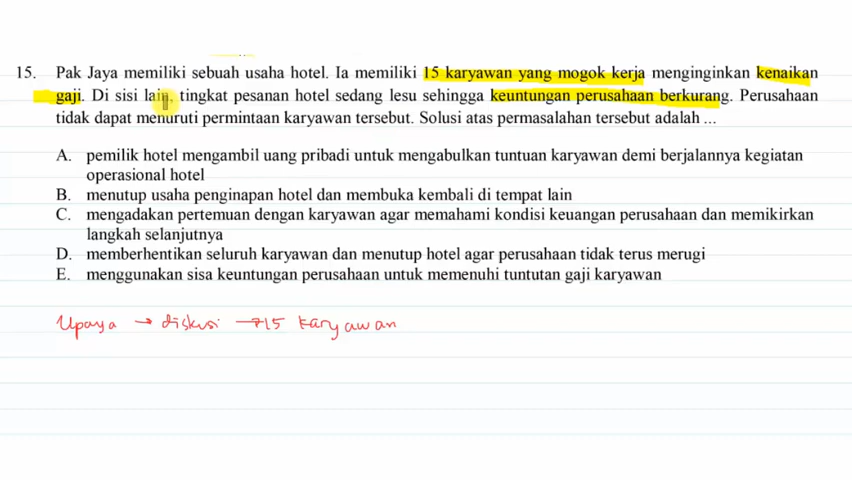 15. Pak Jaya memiliki sebuah usaha hotel. Ia memiliki 15 karyawan yang mogok kerja menginginkan kenaikan
gaji. Di sisi lain, tingkat pesanan hotel sedang lesu sehingga keuntungan perusahaan berkurang. Perusahaan
tidak dapat menuruti permintaan karyawan tersebut. Solusi atas permasalahan tersebut adalah ...
A. pemilik hotel mengambil uang pribadi untuk mengabulkan tuntuan karyawan demi berjalannya kegiatan
operasional hotel
B. menutup usaha penginapan hotel dan membuka kembali di tempat lain
C. mengadakan pertemuan dengan karyawan agar memahami kondisi keuangan perusahaan dan memikirkan
langkah selanjutnya
D. memberhentikan seluruh karyawan dan menutup hotel agar perusahaan tidak terus merugi
E. menggunakan sisa keuntungan perusahaan untuk memenuhi tuntutan gaji karyawan
Upaya → diskusi → 15 karyawan